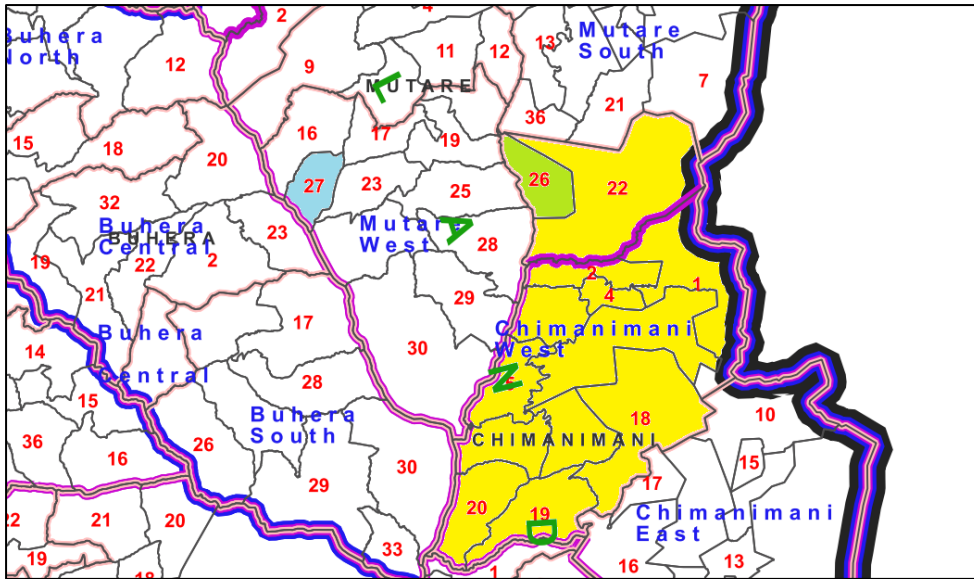 2
4
Buhera
North
12
9
11
12
13
Mutare
South
7
MUTARE
T
36
21
15
18
20
16
17
19
27
23
25
26
22
32
Buhera
Central
BUHERA
23
Mutare
West
A
28
19
22
2
21
29
2
4
1
17
30
Chimanimani
West
14
Buhera
Central
28
N
15
Buhera
South
18
10
36
16
26
29
30
CHIMANIMANI
15
17
20
19
D
Chimanimani
East
22
21
20
33
19
18
1
16
13